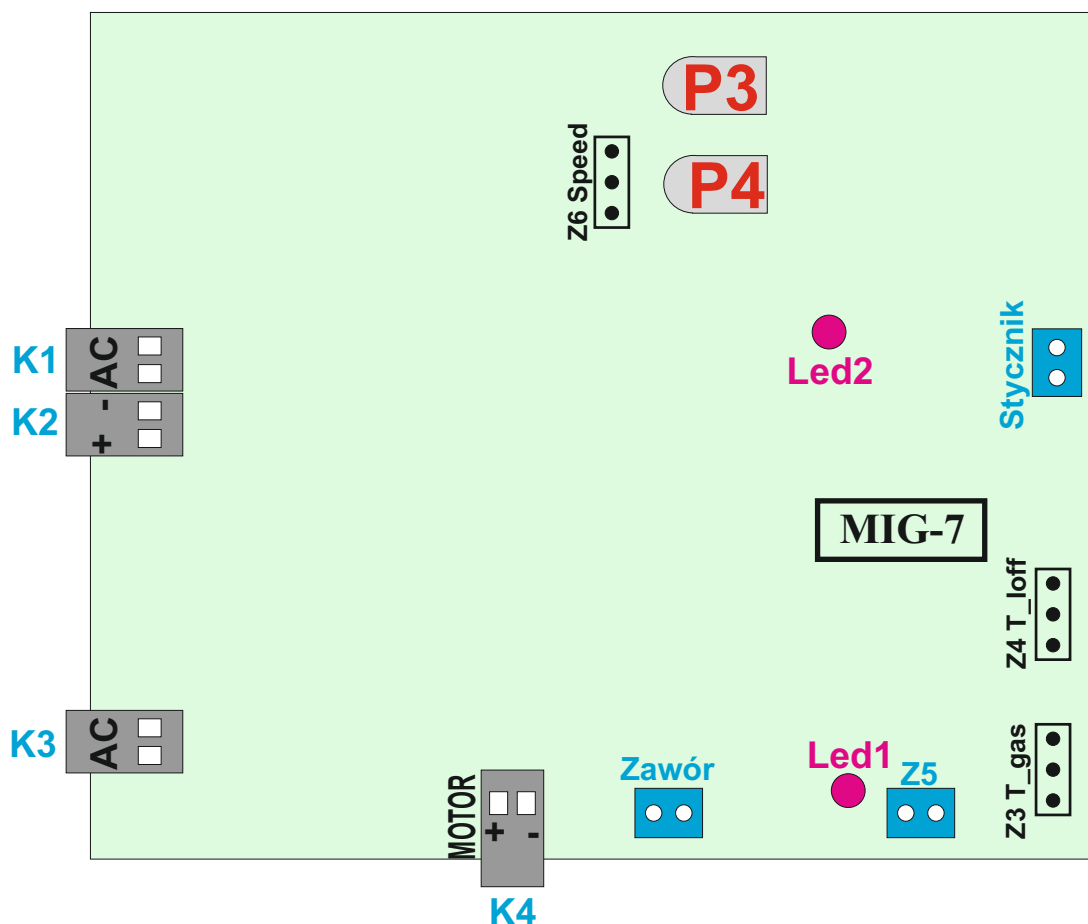 P3
Z6 Speed
P4
K1
AC
Led2
Stycznik
K2
+ -
MIG-7
Z4 T_Ioff
K3
AC
Zawór
Led1
Z5
Z3 T_gas
MOTOR
+ -
K4